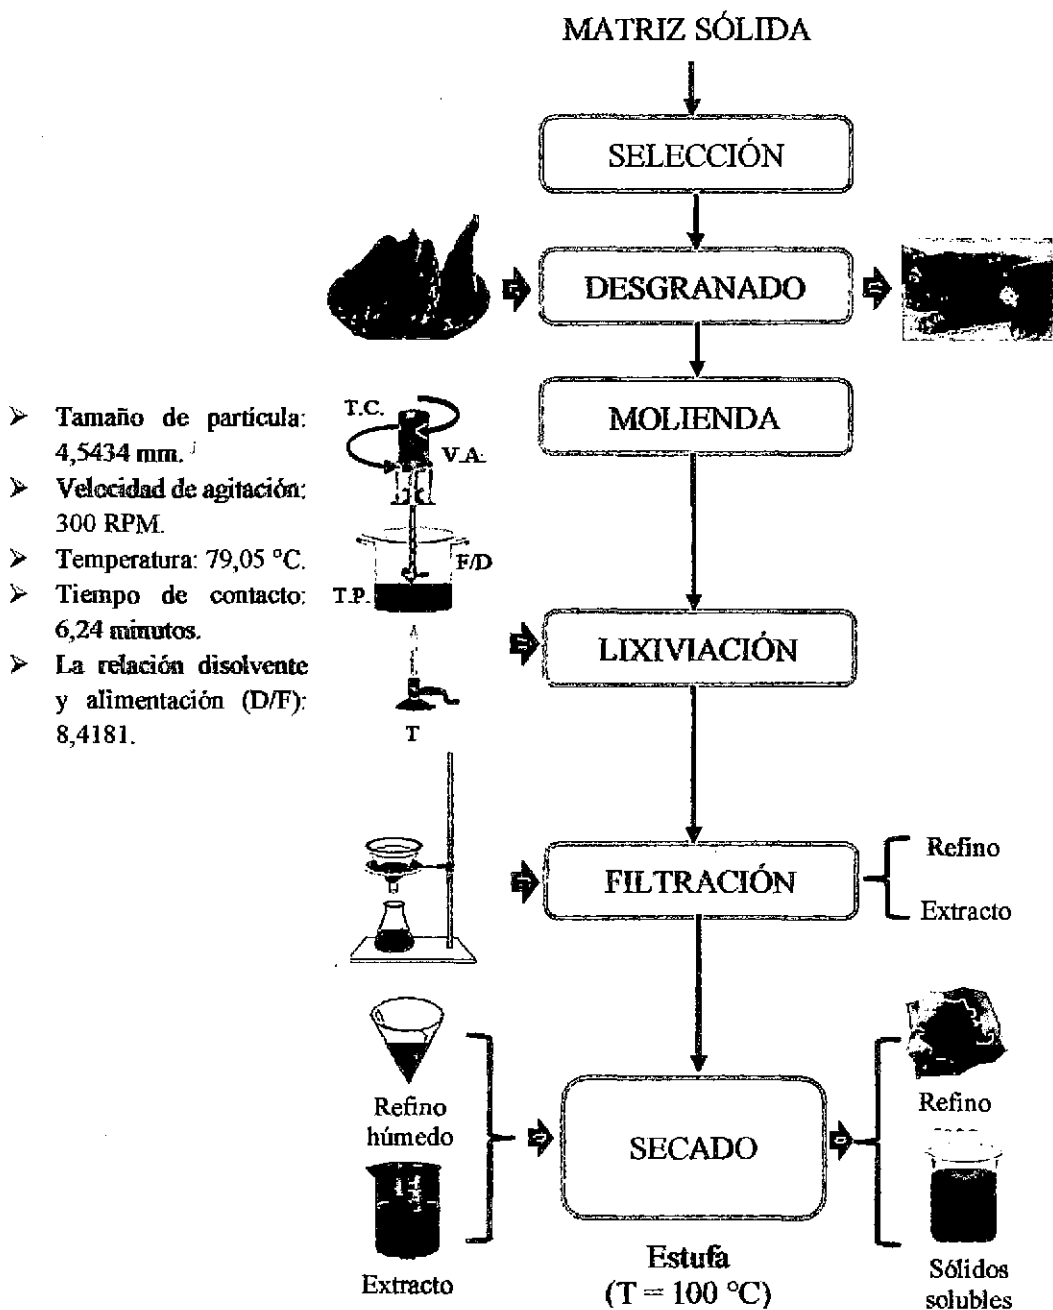 MATRIZ SÓLIDA
SELECCIÓN
DESGRANADO
MOLIENDA
➢ Tamaño de partícula:
4,5434 mm.
➢ Velocidad de agitación:
300 RPM.
➢ Temperatura: 79,05 °C.
➢ Tiempo de contacto:
6,24 minutos.
➢ La relación disolvente
y alimentación (D/F):
8,4181.
T.C.
V.A.
F/D
T.P.
T
LIXIVIACIÓN
FILTRACIÓN
Refino
Extracto
Refino
húmedo
Extracto
SECADO
Estufa
(T = 100 °C)
Refino
Sólidos
solubles